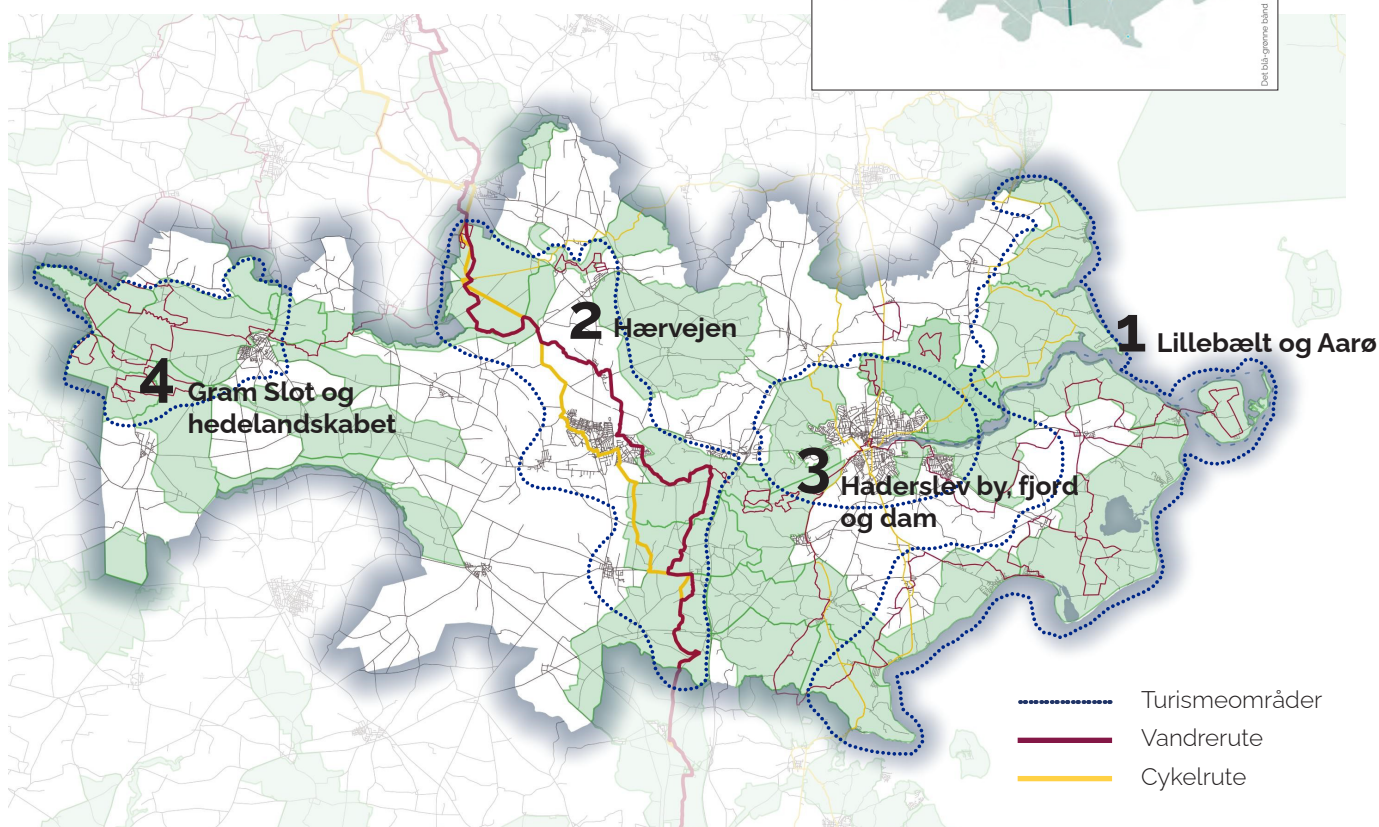 Det blå-grønne bånd
2 Hærvejen
1 Lillebælt og Aarø
4 Gram Slot og
hedelandskabet
3 Haderslev by, fjord
og dam
Turismeområder
Vandrerute
Cykelrute